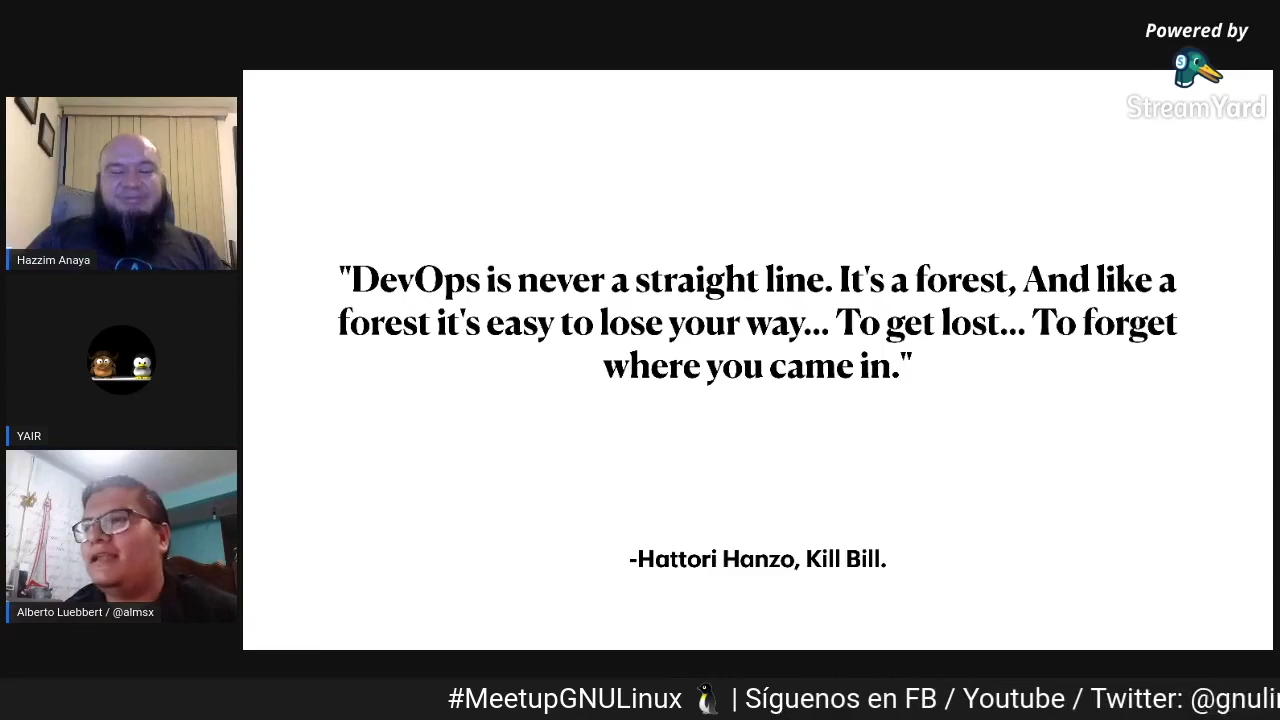 Powered by
StreamYard
Hazzim Anaya
"DevOps is never a straight line. It's a forest, And like a
forest it's easy to lose your way... To get lost... To forget
where you came in."
YAIR
-Hattori Hanzo, Kill Bill.
Alberto Luebbert / @almsx
#MeetupGNULinux 🐧 | Síguenos en FB / Youtube / Twitter: